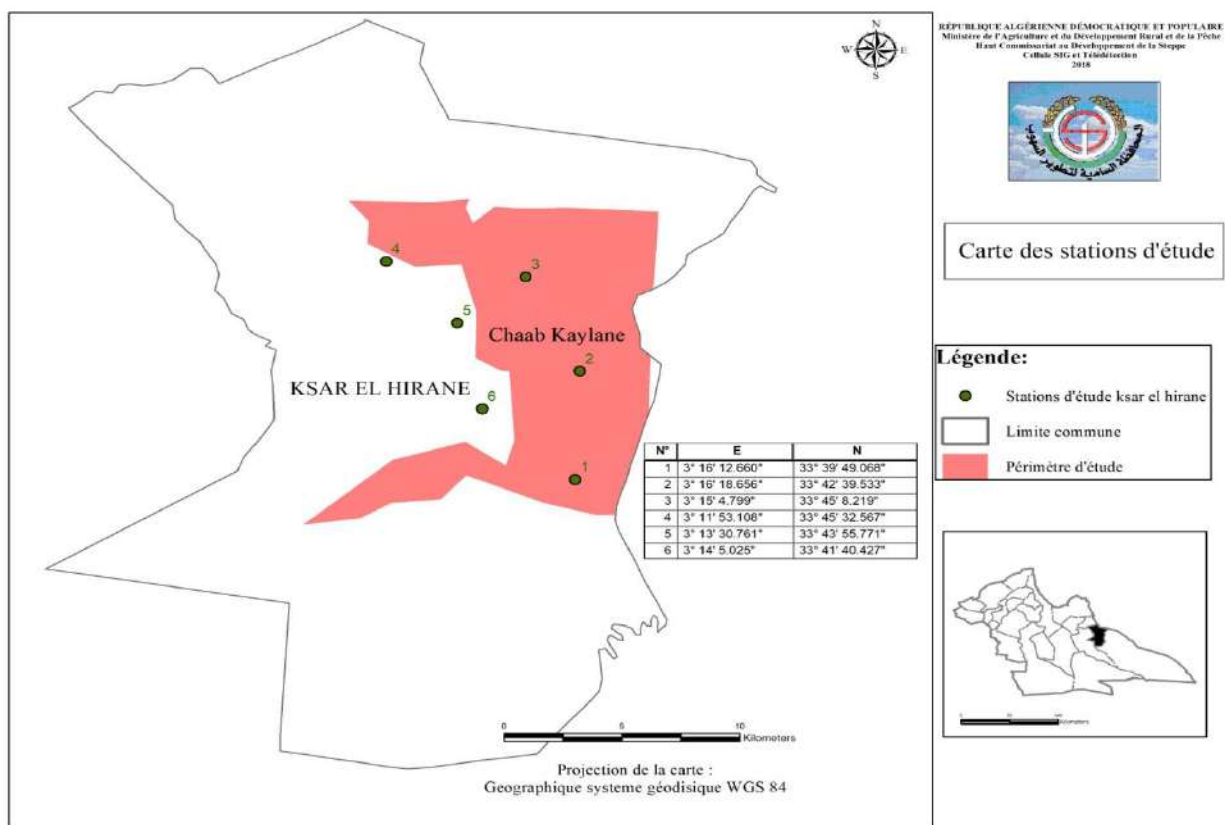 N
W E
S
4
3
5
Chaab Kaylane
2
KSAR EL HIRANE
6
1
N° E N
1 3° 16' 12.660" 33° 39' 49.068"
2 3° 16' 18.656" 33° 42' 39.533"
3 3° 15' 4.799" 33° 45' 8.219"
4 3° 11' 53.108" 33° 45' 32.567"
5 3° 13' 30.761" 33° 43' 55.771"
6 3° 14' 5.025" 33° 41' 40.427"
0 5 10
Kilometers
Projection de la carte :
Geographique systeme géodisique WGS 84
RÉPUBLIQUE ALGÉRIENNE DÉMOCRATIQUE ET POPULAIRE
Ministère de l'Agriculture et du Développement Rural et de la Pêche
Haut Commissariat au Développement de la Steppe
Cellule SIG et Télédétection
2018
المحافظة السامية لتطوير السهوب
Carte des stations d'étude
Légende:
Stations d'étude ksar el hirane
Limite commune
Périmètre d'étude
Kilometers